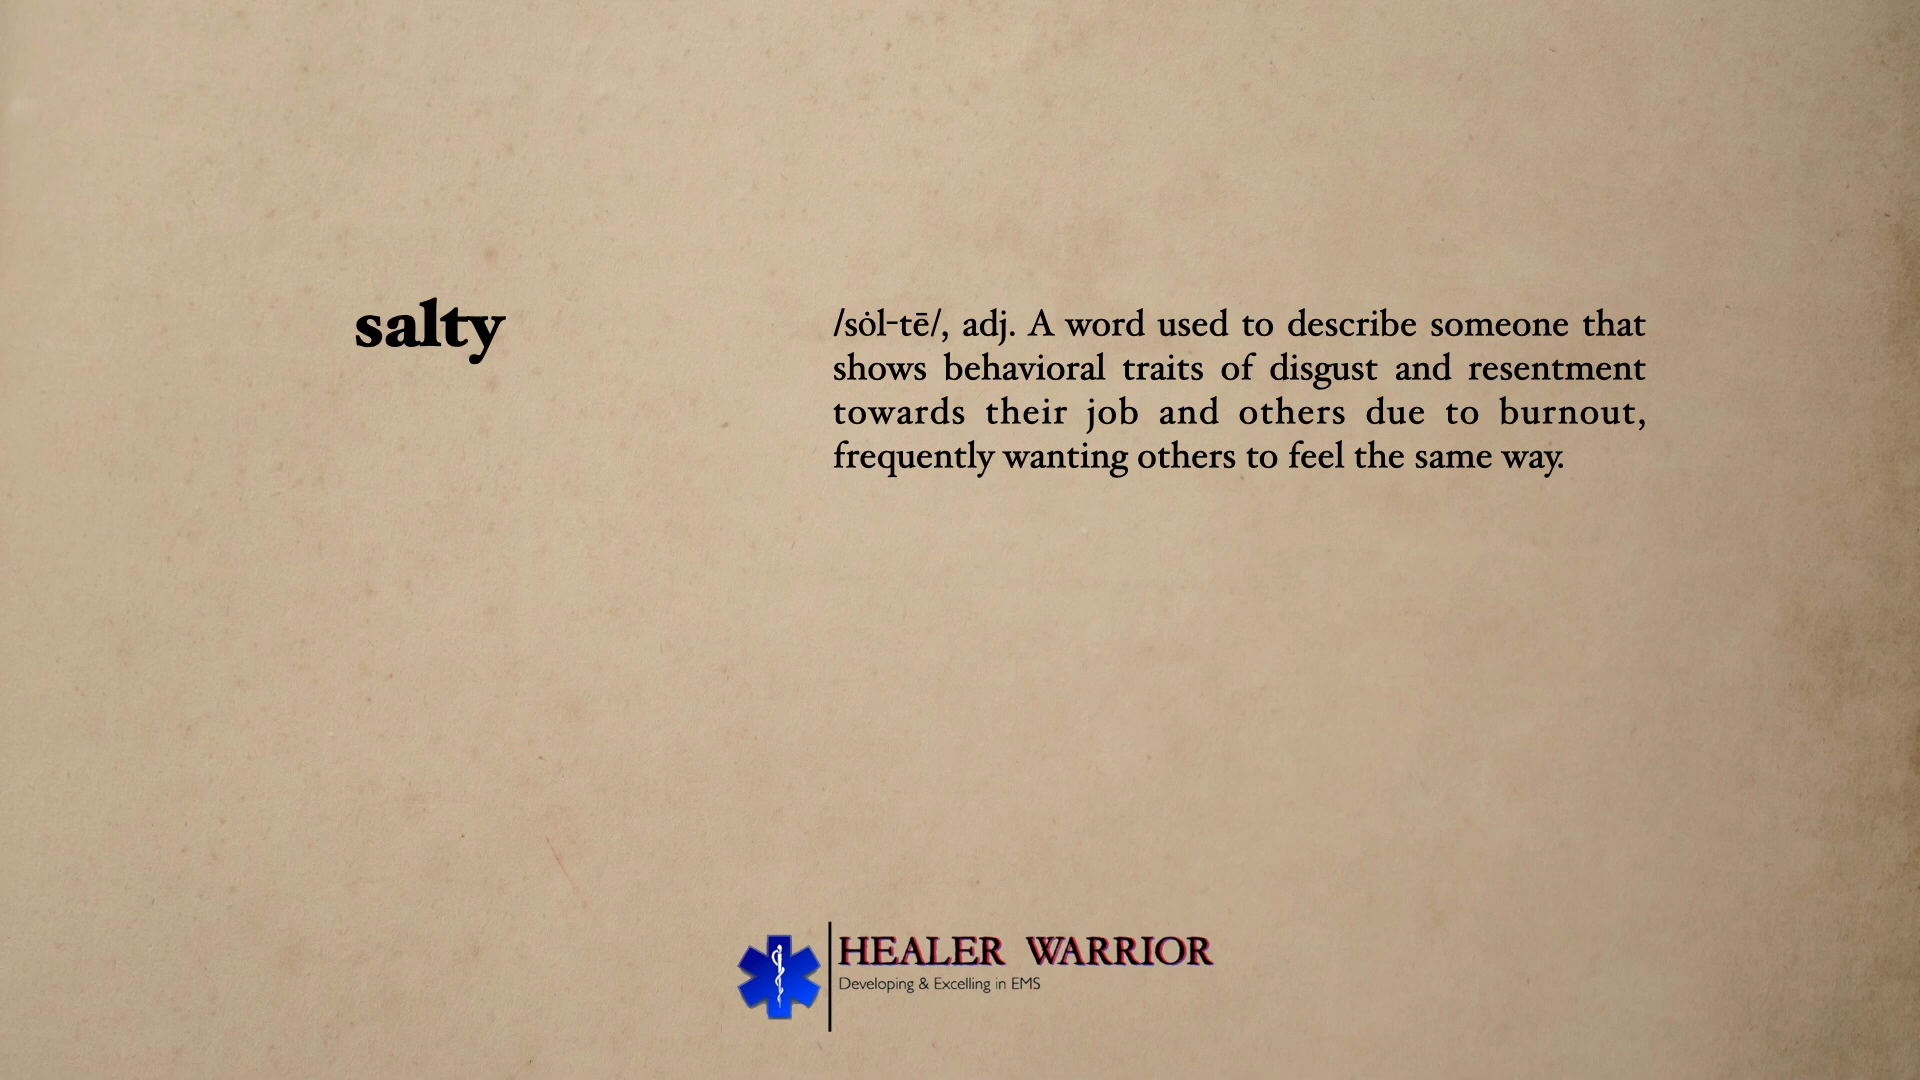 salty
/sȯl-tē/, adj. A word used to describe someone that
shows behavioral traits of disgust and resentment
towards their job and others due to burnout,
frequently wanting others to feel the same way.
HEALER WARRIOR
Developing & Excelling in EMS